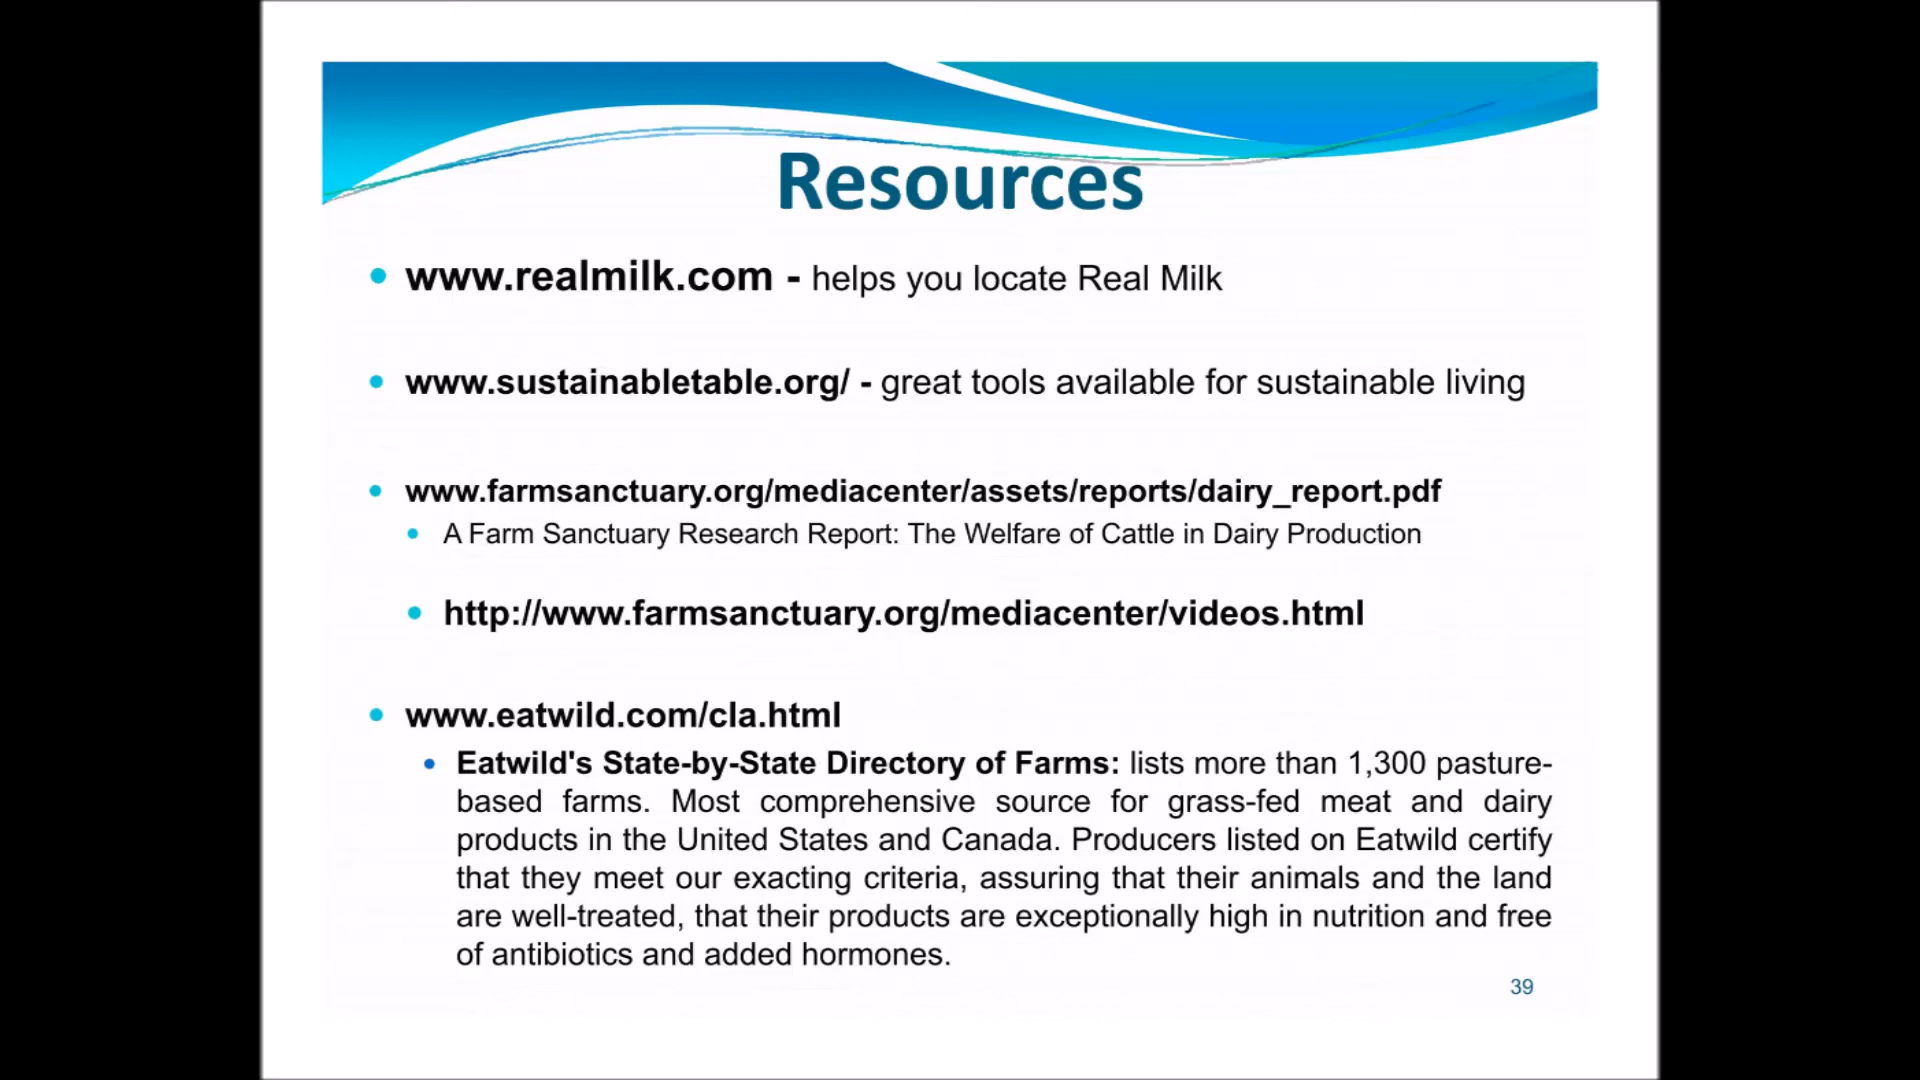 Resources
www.realmilk.com - helps you locate Real Milk
www.sustainabletable.org/ - great tools available for sustainable living
www.farmsanctuary.org/mediacenter/assets/reports/dairy_report.pdf
A Farm Sanctuary Research Report: The Welfare of Cattle in Dairy Production
http://www.farmsanctuary.org/mediacenter/videos.html
www.eatwild.com/cla.html
Eatwild's State-by-State Directory of Farms: lists more than 1,300 pasture-
based farms. Most comprehensive source for grass-fed meat and dairy
products in the United States and Canada. Producers listed on Eatwild certify
that they meet our exacting criteria, assuring that their animals and the land
are well-treated, that their products are exceptionally high in nutrition and free
of antibiotics and added hormones.
39